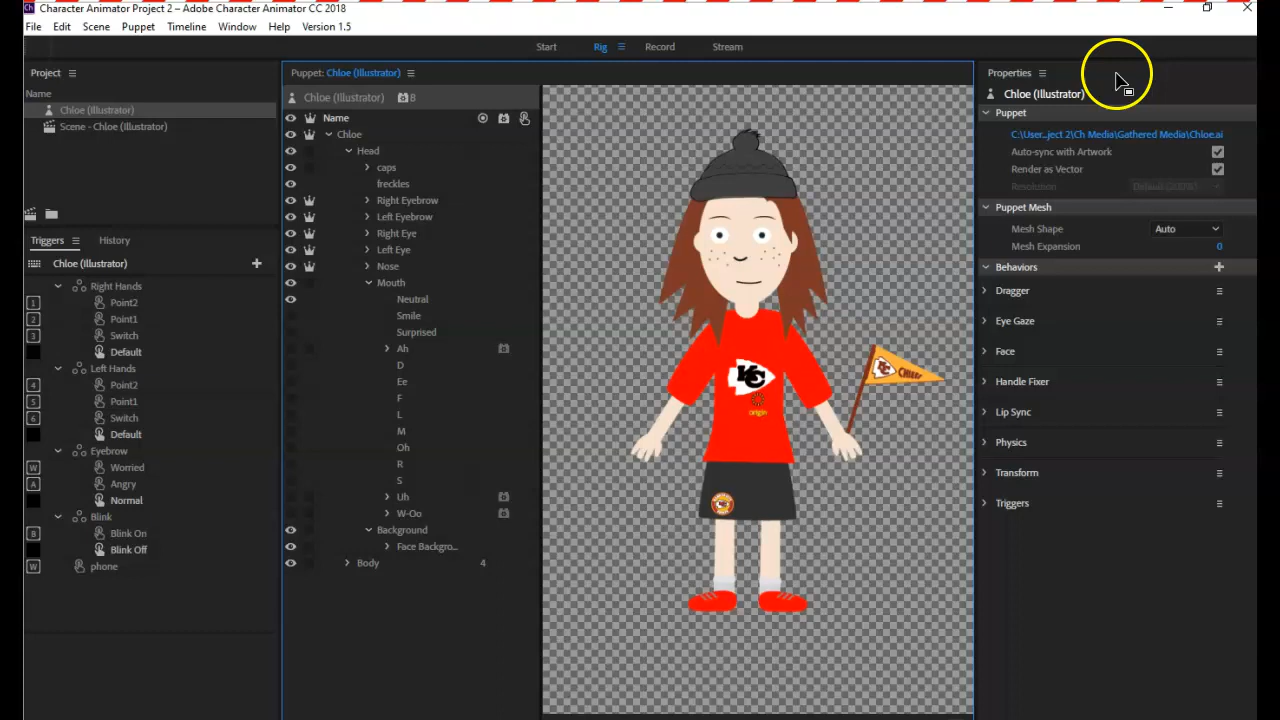 Ch Character Animator Project 2 – Adobe Character Animator CC 2018
File Edit Scene Puppet Timeline Window Help Version 1.5
Start Rig Record Stream
Project
Name
Chloe (Illustrator)
Scene - Chloe (Illustrator)
Triggers History
Chloe (Illustrator)
Right Hands
1 Point2
2 Point1
3 Switch
Default
Left Hands
4 Point2
5 Point1
6 Switch
Default
Eyebrow
W Worried
A Angry
Normal
Blink
B Blink On
Blink Off
W phone
Puppet: Chloe (Illustrator)
Chloe (Illustrator) 8
Name
Chloe
Head
caps
freckles
Right Eyebrow
Left Eyebrow
Right Eye
Left Eye
Nose
Mouth
Neutral
Smile
Surprised
Ah
D
Ee
F
L
M
Oh
R
S
Uh
W-Oo
Background
Face Backgro...
Body 4
KC
origin
CHIEFS
Properties
Chloe (Illustrator)
Puppet
C:\User..ject 2\Ch Media\Gathered Media\Chloe.ai
Auto-sync with Artwork
Render as Vector
Resolution
Puppet Mesh
Mesh Shape Auto
Mesh Expansion 0
Behaviors
Dragger
Eye Gaze
Face
Handle Fixer
Lip Sync
Physics
Transform
Triggers